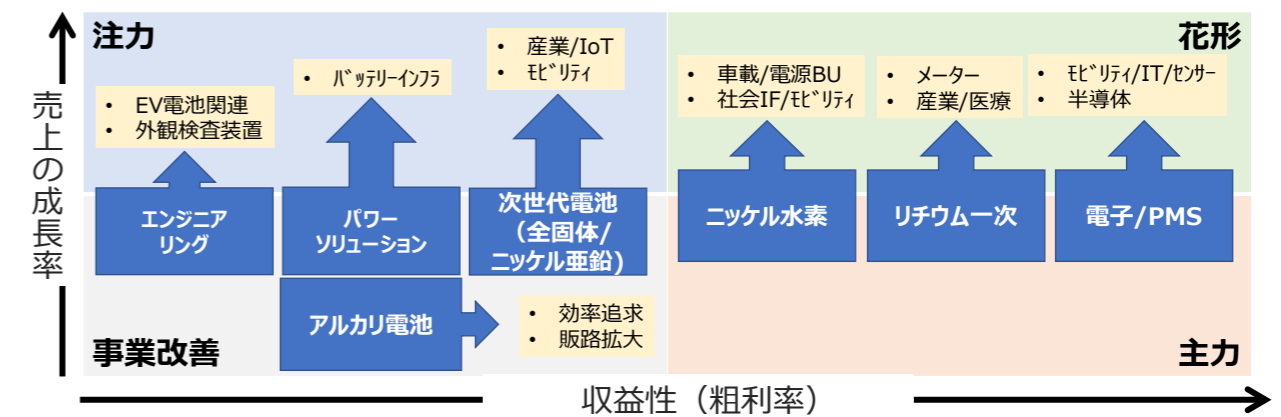 注力
花形
• 産業/IoT
• ﾓﾋﾞﾘﾃｨ
• ﾊﾞｯﾃﾘｰｲﾝﾌﾗ
• EV電池関連
• 外観検査装置
• 車載/電源BU
• 社会IF/ﾓﾋﾞﾘﾃｨ
• メーター
• 産業/医療
• ﾓﾋﾞﾘﾃｨ/IT/ｾﾝｻｰ
• 半導体
売上の成長率
エンジニア
リング
パワー
ソリューション
次世代電池
（全固体/
ニッケル亜鉛)
ニッケル水素
リチウム一次
電子/PMS
アルカリ電池
• 効率追求
• 販路拡大
事業改善
主力
収益性（粗利率）